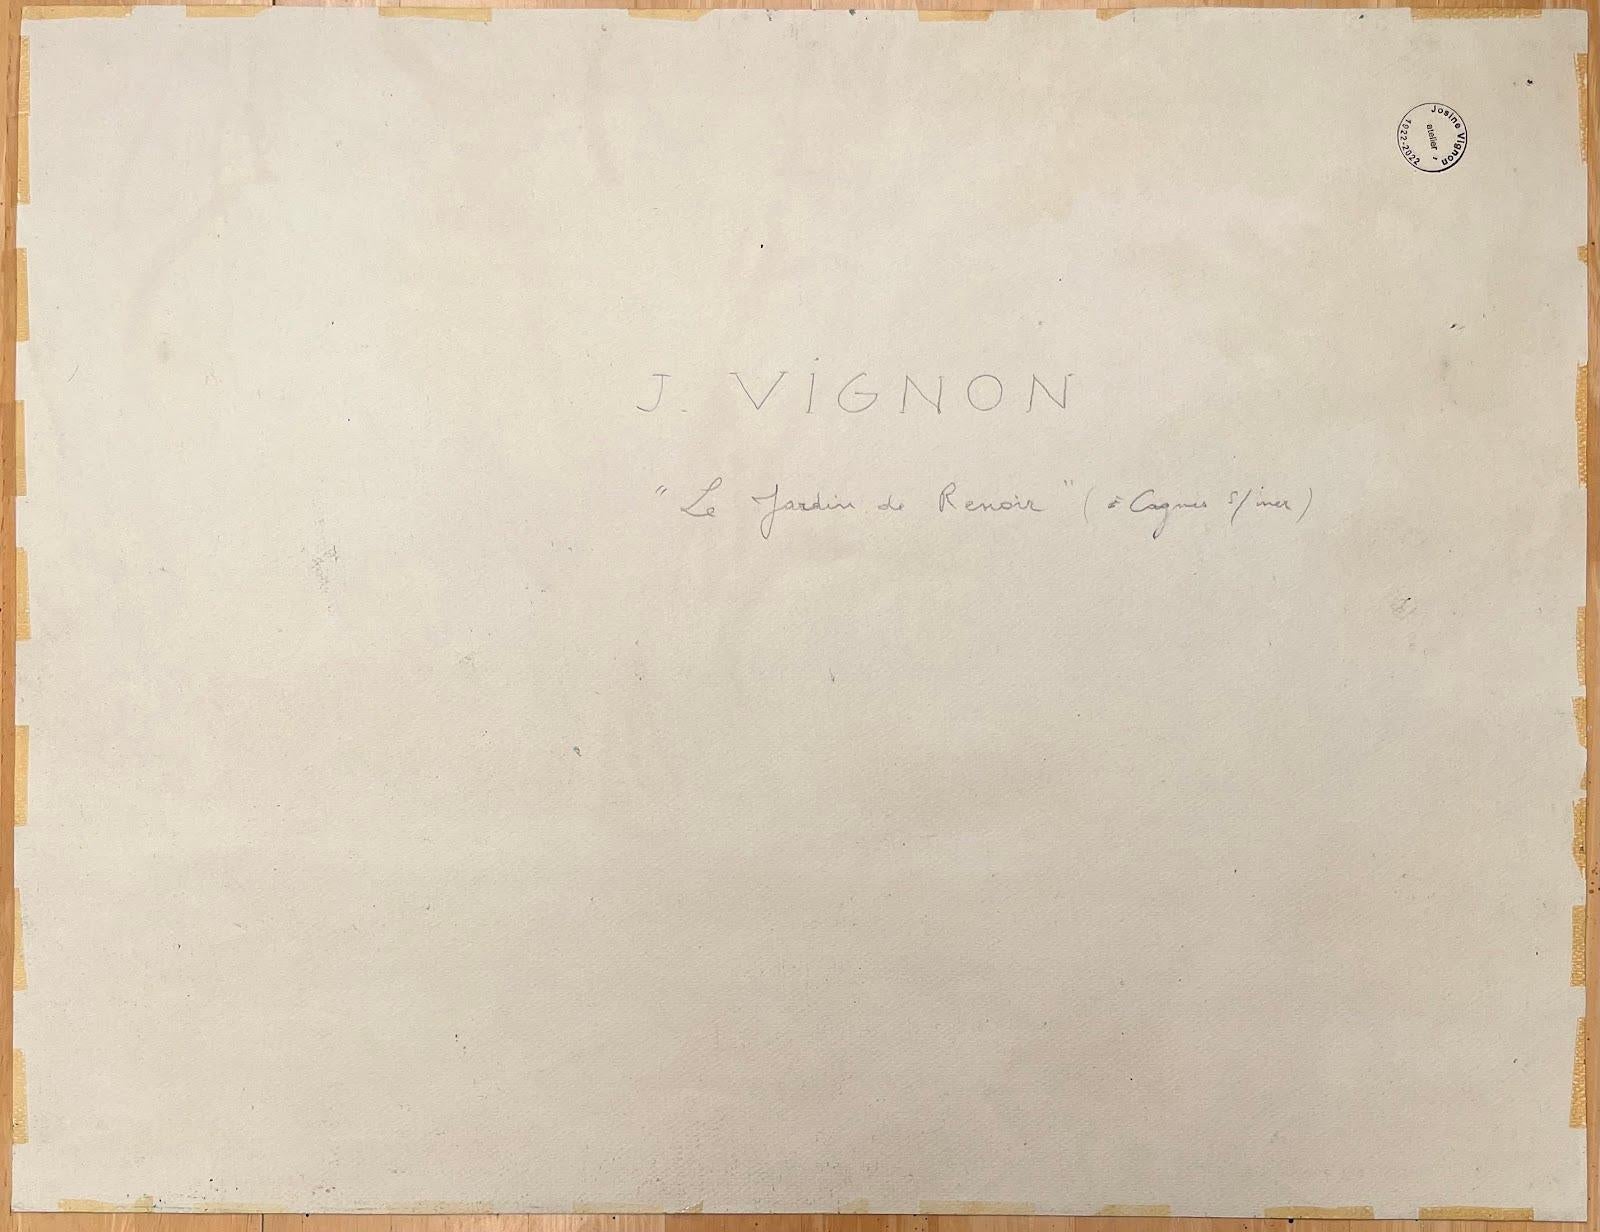 Josine Vignon
atelier
1922-2022
J. VIGNON
"Le Jardin de Renoir" (à Cagnes s/mer)